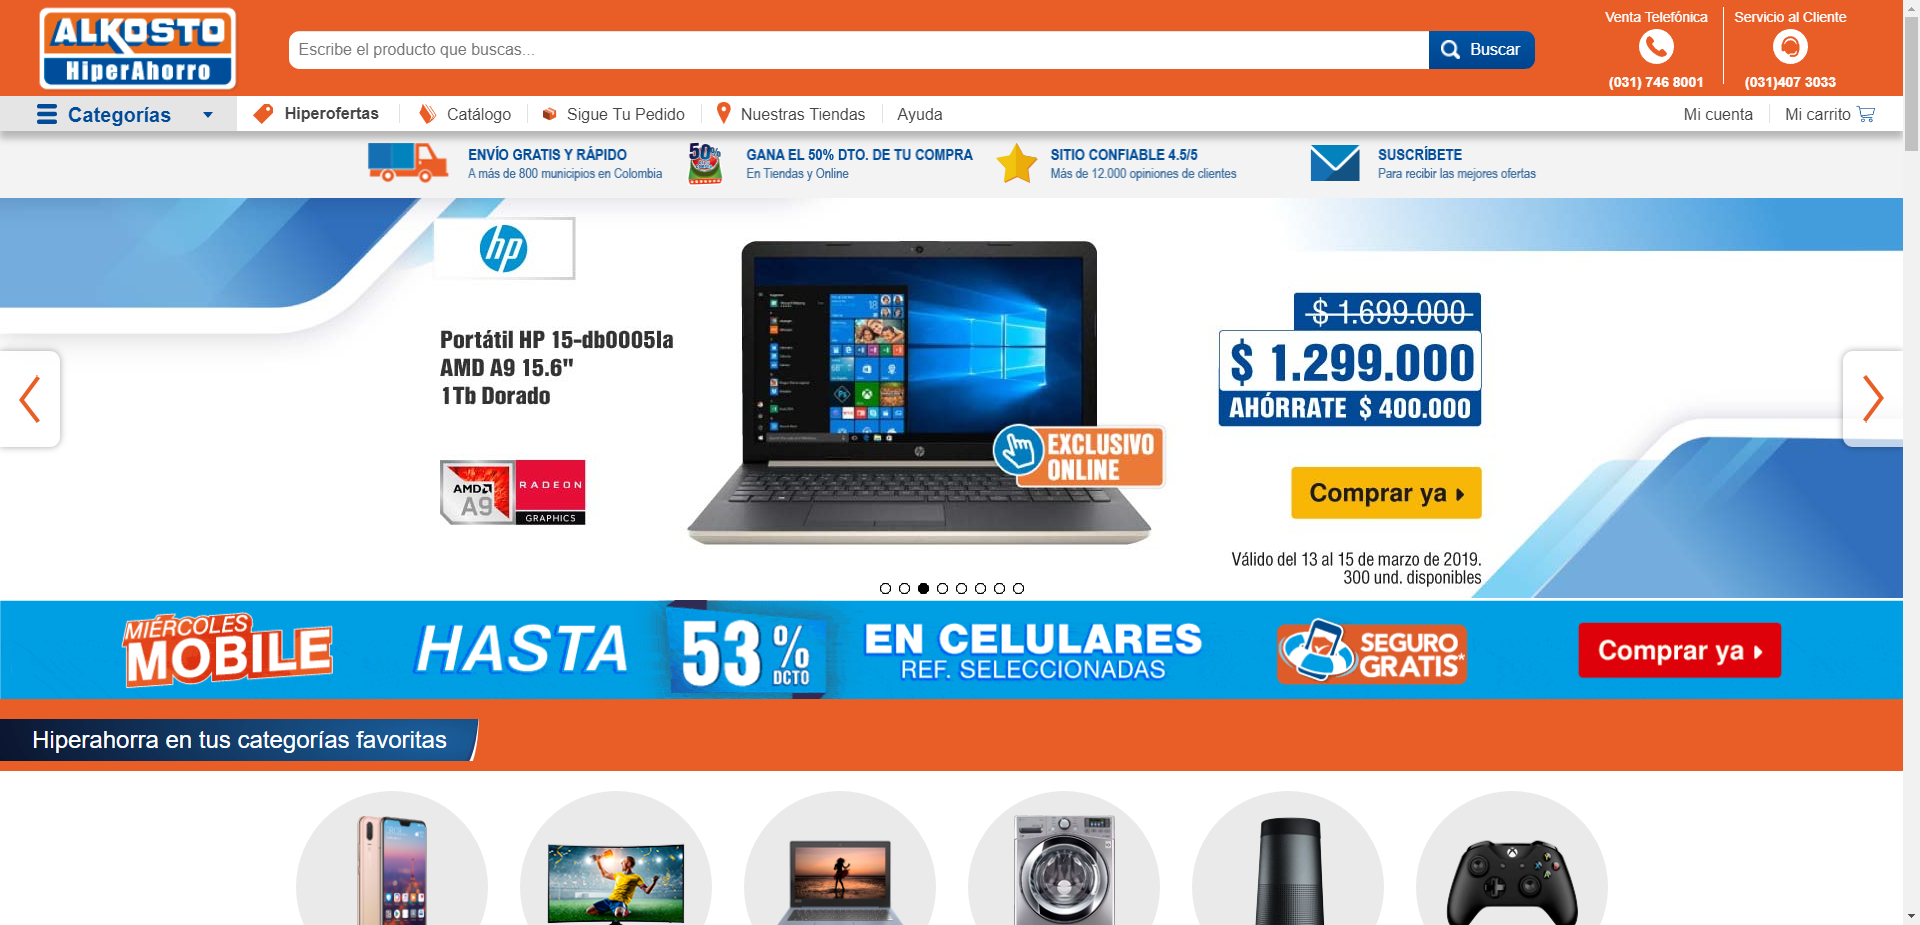 ALKOSTO
HiperAhorro
Escribe el producto que buscas...
Buscar
Venta Telefónica
(031) 746 8001
Servicio al Cliente
(031)407 3033
Categorías
Hiperofertas
Catálogo
Sigue Tu Pedido
Nuestras Tiendas
Ayuda
Mi cuenta
Mi carrito
ENVÍO GRATIS Y RÁPIDO
A más de 800 municipios en Colombia
50%
GANA EL 50% DTO. DE TU COMPRA
En Tiendas y Online
SITIO CONFIABLE 4.5/5
Más de 12.000 opiniones de clientes
SUSCRÍBETE
Para recibir las mejores ofertas
hp
Portátil HP 15-db0005la
AMD A9 15.6"
1Tb Dorado
AMD
A9
RADEON
GRAPHICS
EXCLUSIVO
ONLINE
$ 1.699.000
$ 1.299.000
AHÓRRATE $ 400.000
Comprar ya
Válido del 13 al 15 de marzo de 2019.
300 und. disponibles
MIÉRCOLES
MOBILE
HASTA
53 %
DCTO
EN CELULARES
REF. SELECCIONADAS
SEGURO
GRATIS*
Comprar ya
Hiperahorra en tus categorías favoritas